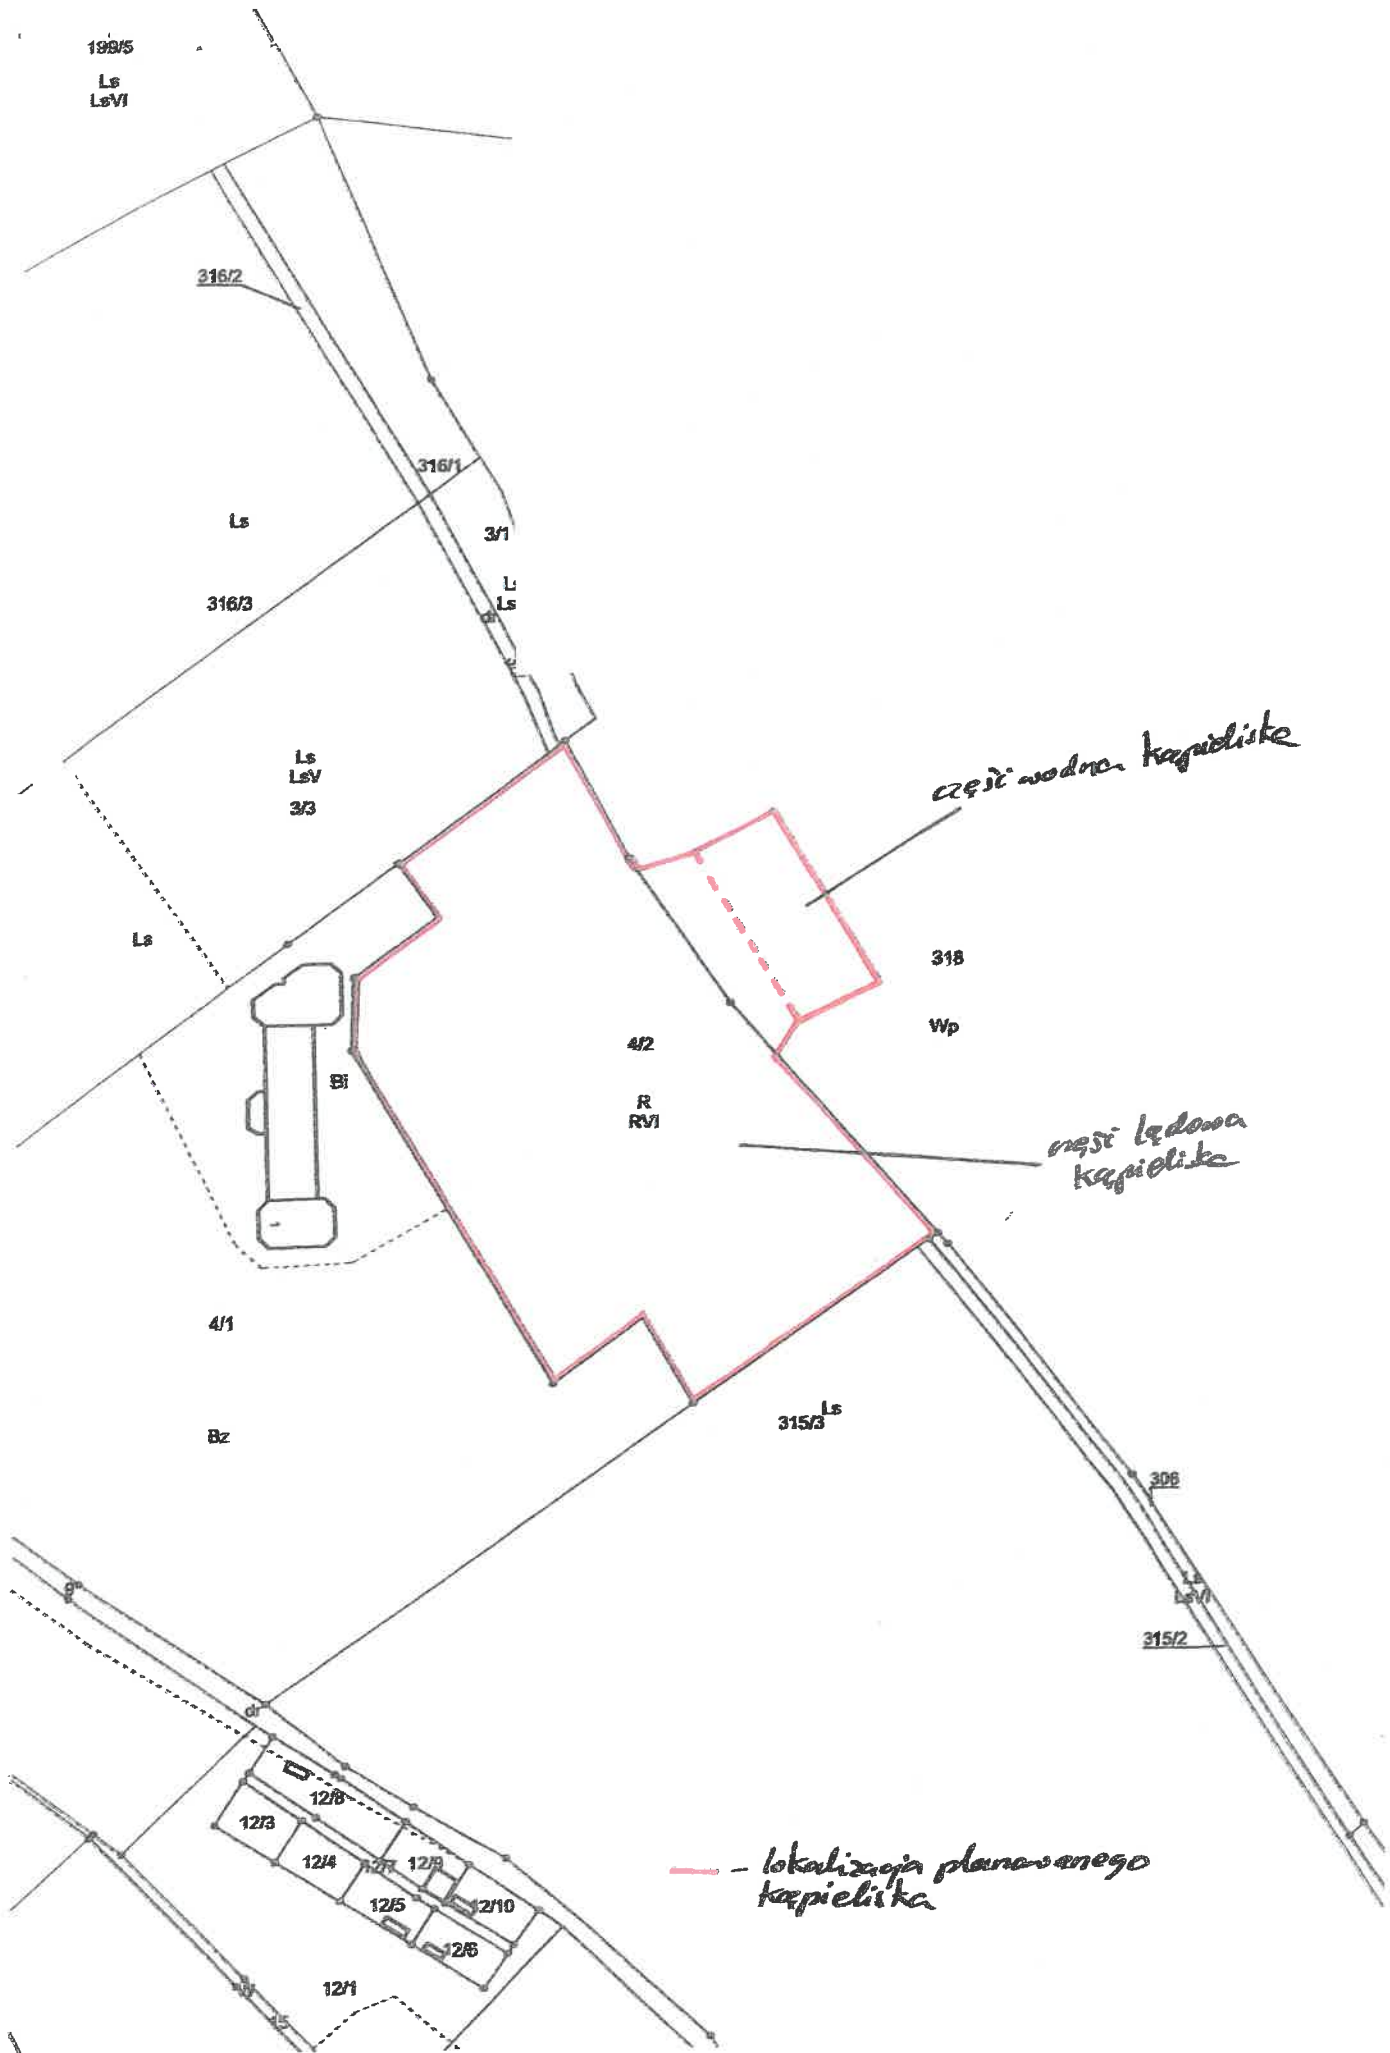 199/5
Ls
LsVI
316/2
316/1
Ls
3/1
316/3
Ls
dr
Ls
LsV
3/3
część wodna kąpieliska
Ls
318
Wp
4/2
Bi
R
RVI
część lądowa
kąpieliska
4/1
Ls
315/3
Bz
306
Ls
LsVI
315/2
dr
12/8
12/3
12/4
12/7
12/9
12/5
12/10
12/6
12/1
- lokalizacja planowanego
kąpieliska